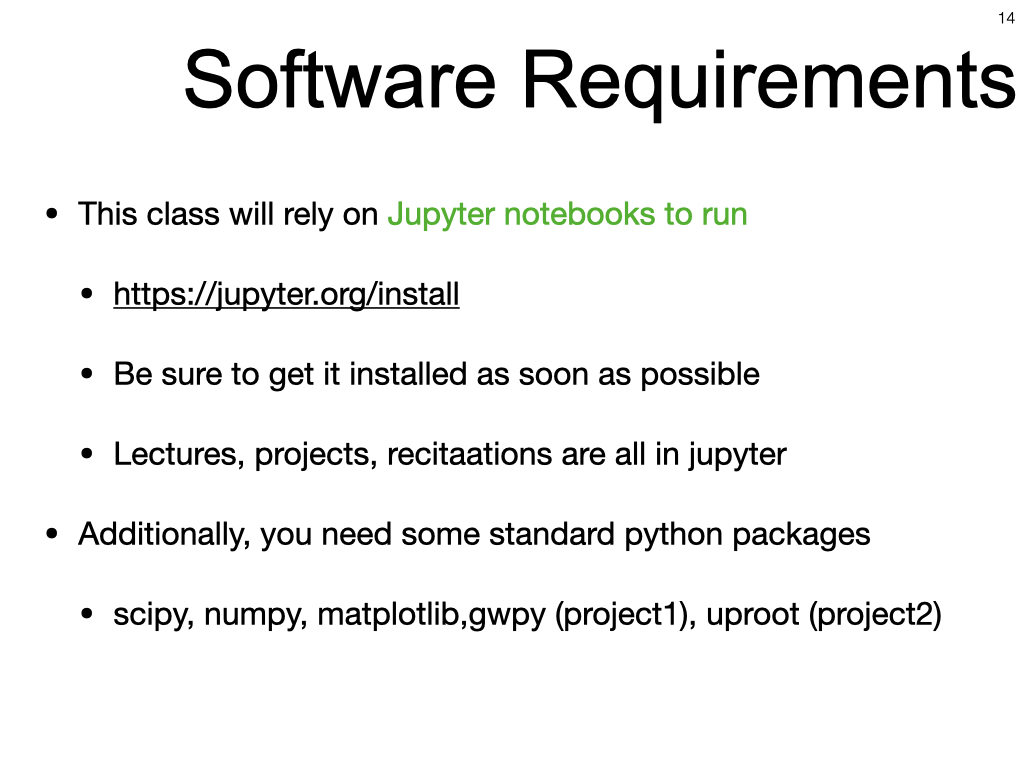 14
Software Requirements
• This class will rely on Jupyter notebooks to run
• https://jupyter.org/install
• Be sure to get it installed as soon as possible
• Lectures, projects, recitaations are all in jupyter
• Additionally, you need some standard python packages
• scipy, numpy, matplotlib,gwpy (project1), uproot (project2)